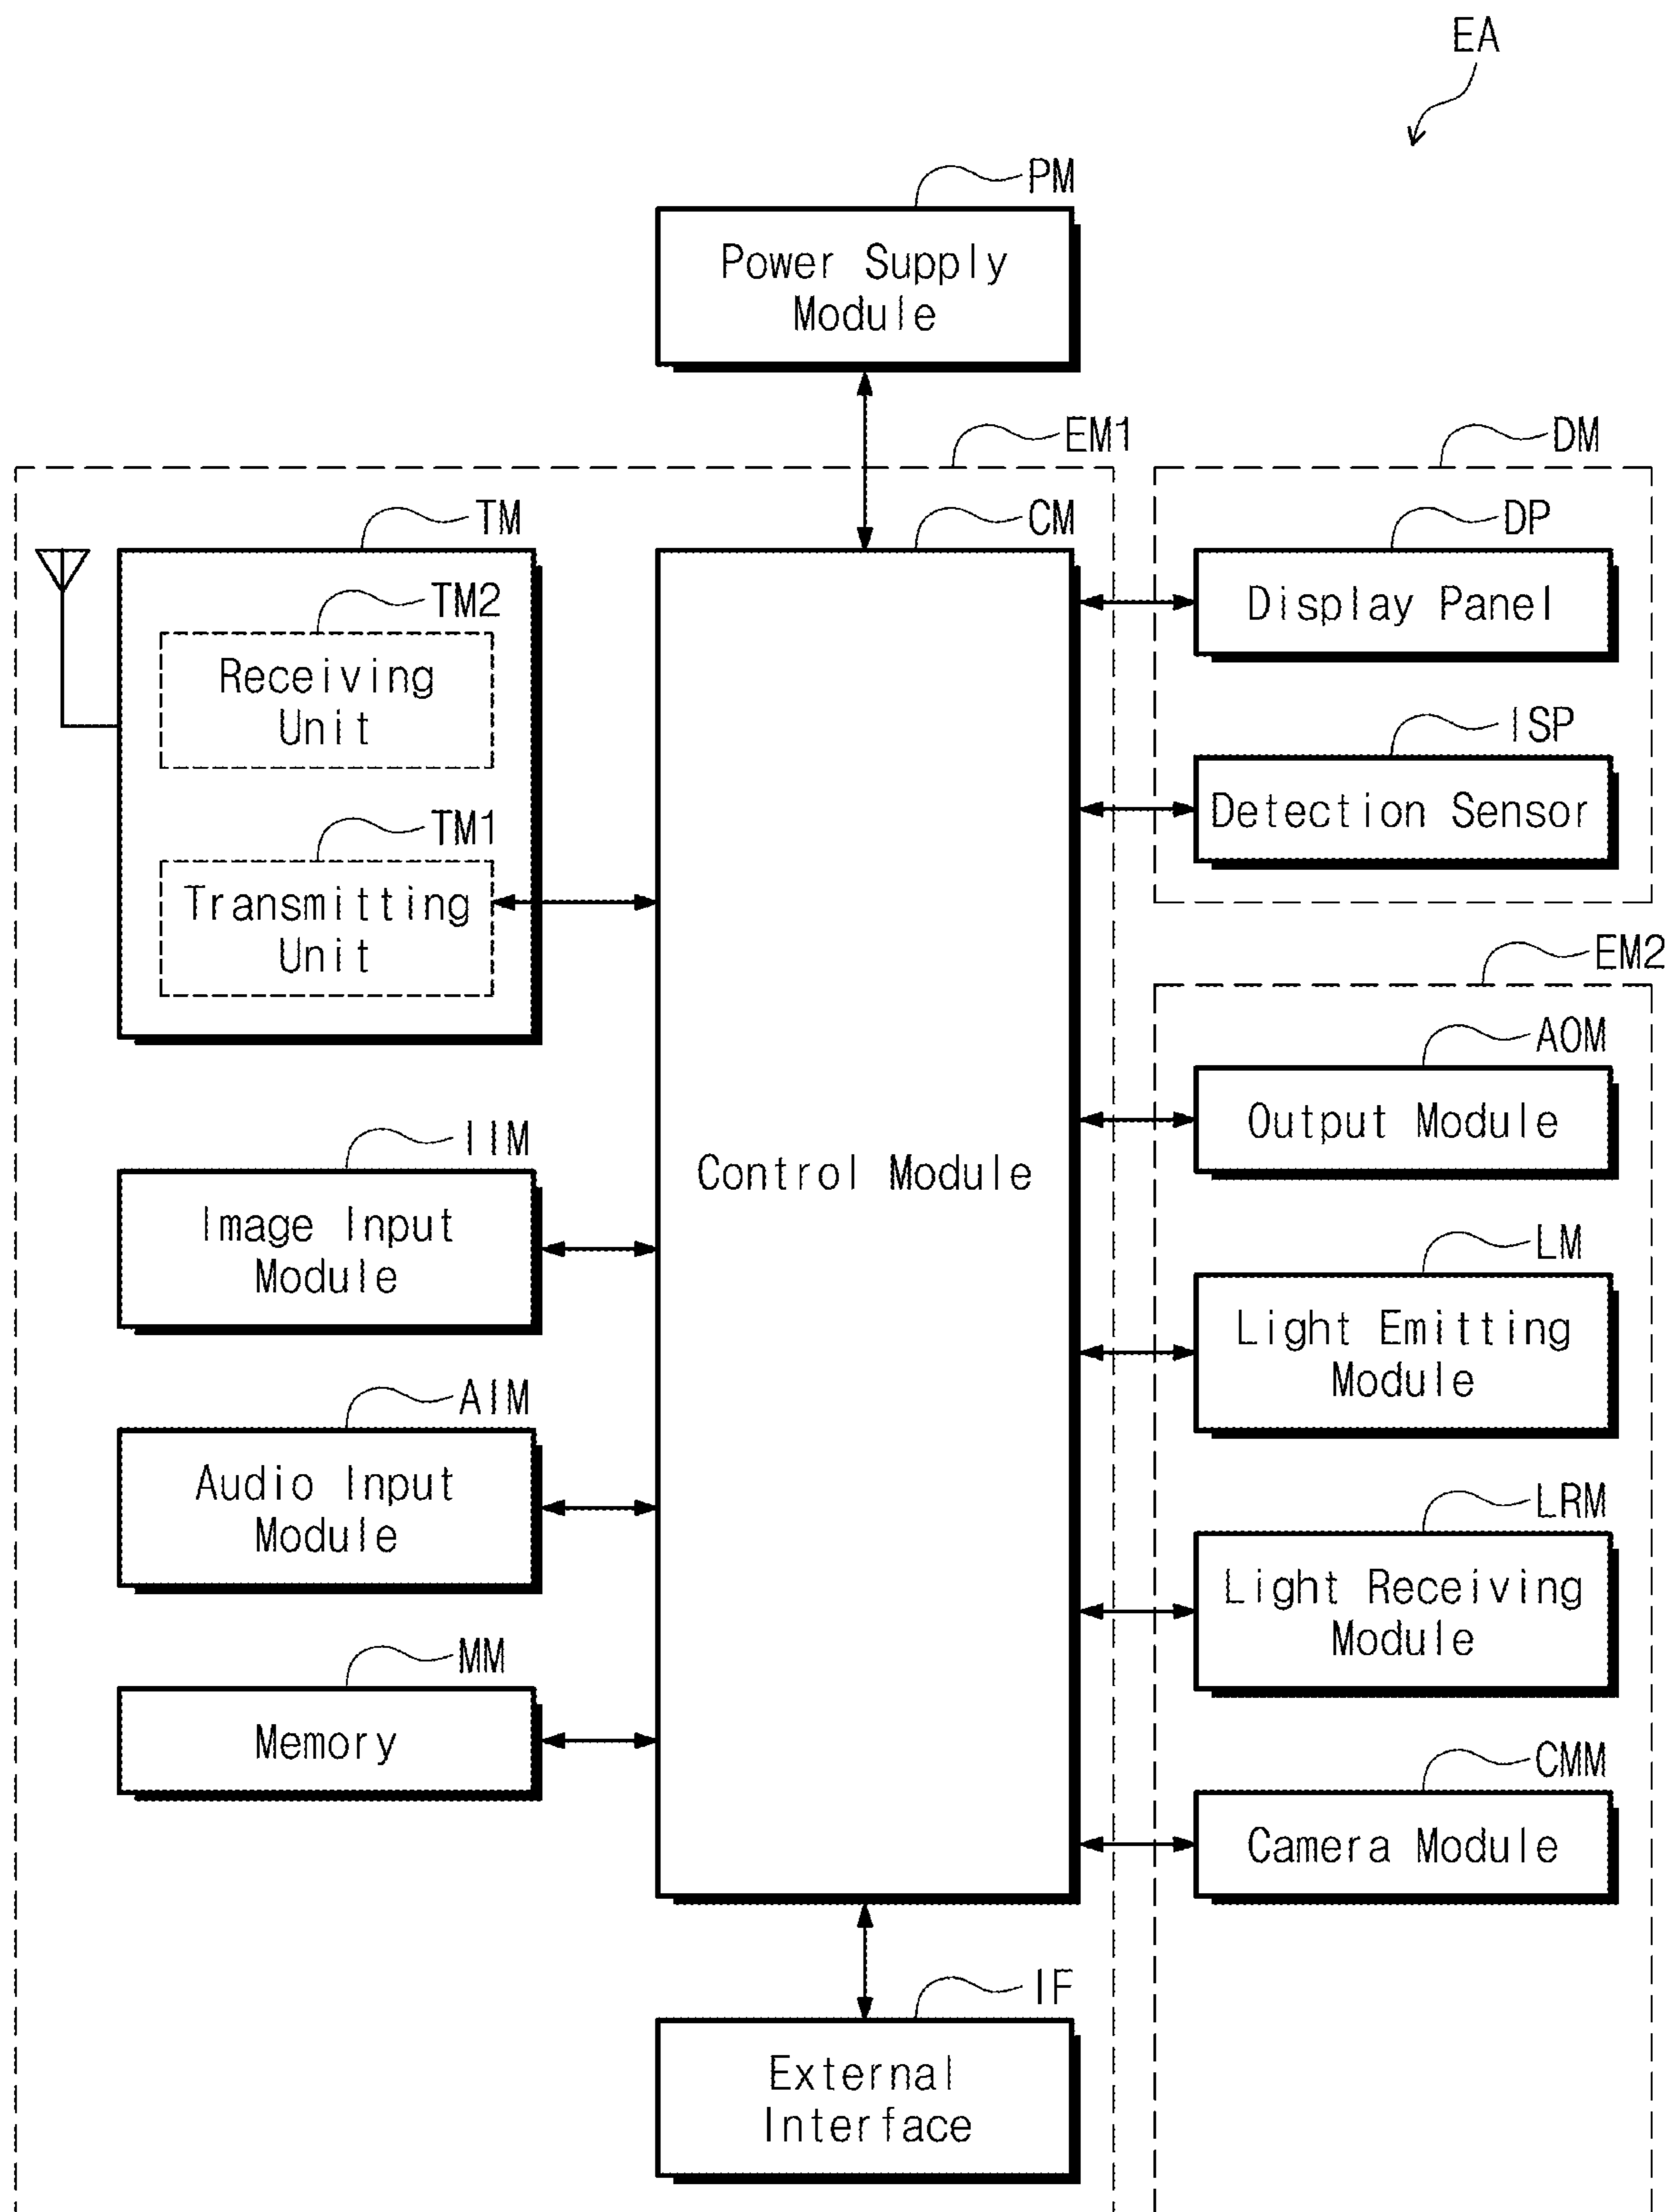 EA
PM
Power Supply
Module
EM1
DM
TM
CM
DP
TM2
Display Panel
Receiving
Unit
ISP
TM1
Detection Sensor
Transmitting
Unit
EM2
AOM
Output Module
IIM
Control Module
Image Input
Module
LM
Light Emitting
Module
AIM
Audio Input
Module
LRM
Light Receiving
Module
MM
Memory
CMM
Camera Module
IF
External
Interface